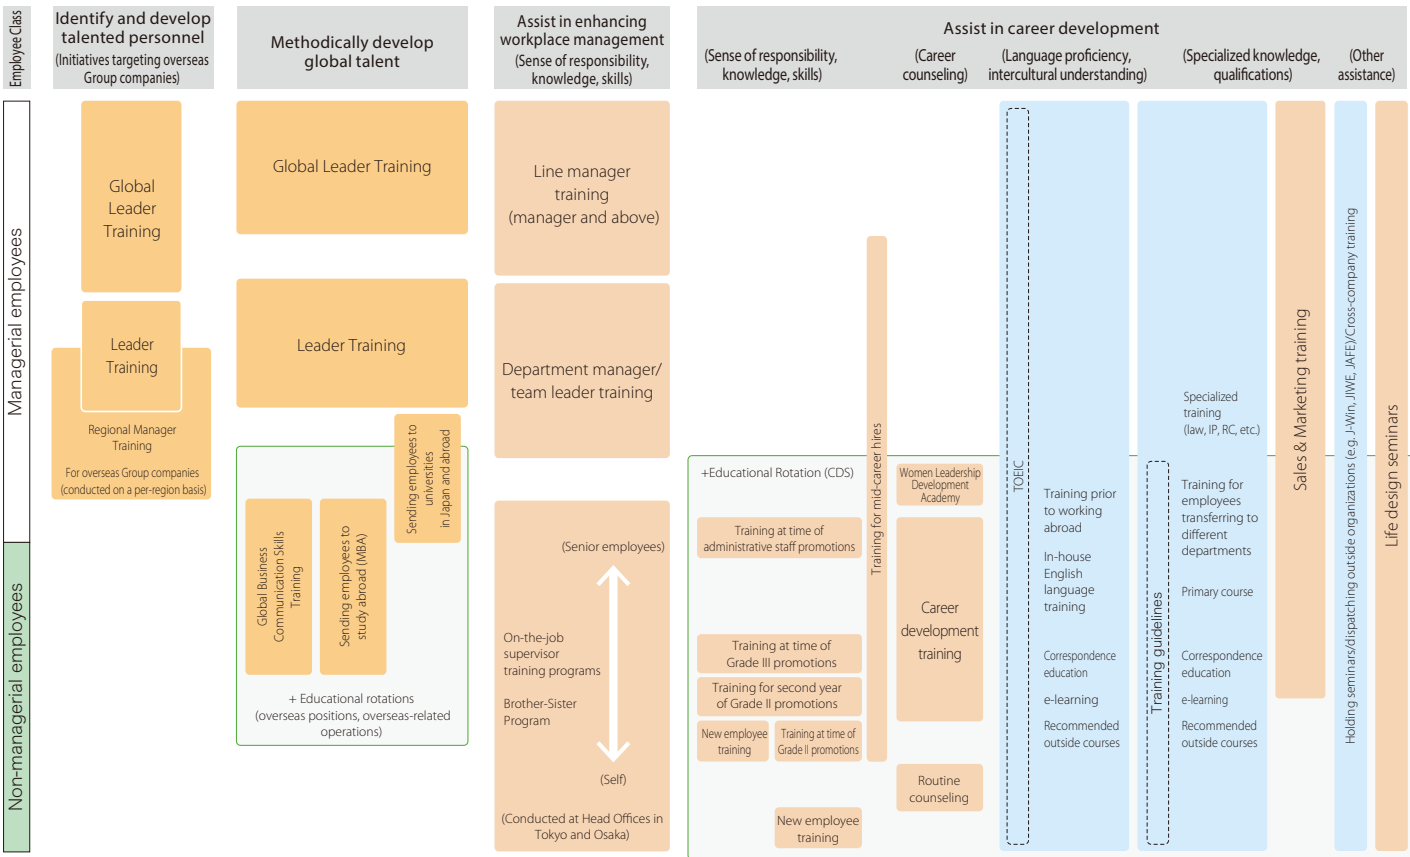 Employee Class
Identify and develop
talented personnel
(Initiatives targeting overseas
Group companies)
Methodically develop
global talent
Assist in enhancing
workplace management
(Sense of responsibility,
knowledge, skills)
Assist in career development
(Sense of responsibility,
knowledge, skills)
(Career
counseling)
(Language proficiency,
intercultural understanding)
(Specialized knowledge,
qualifications)
(Other
assistance)
Managerial employees
Non-managerial employees
Global
Leader
Training
Leader
Training
Regional Manager
Training
For overseas Group companies
(conducted on a per-region basis)
Global Leader Training
Leader Training
Sending employees to
universities
in Japan and abroad
Global Business
Communication Skills
Training
Sending employees to
study abroad (MBA)
+ Educational rotations
(overseas positions, overseas-related
operations)
Line manager
training
(manager and above)
Department manager/
team leader training
(Senior employees)
On-the-job
supervisor
training programs
Brother-Sister
Program
(Self)
(Conducted at Head Offices in
Tokyo and Osaka)
+Educational Rotation (CDS)
Training at time of
administrative staff promotions
Training at time of
Grade III promotions
Training for second year
of Grade II promotions
New employee
training
Training at time of
Grade II promotions
New employee
training
Training for mid-career hires
Women Leadership
Development
Academy
Career
development
training
Routine
counseling
TOEIC
Training prior
to working
abroad
In-house
English
language
training
Correspondence
education
e-learning
Recommended
outside courses
Training guidelines
Specialized
training
(law, IP, RC, etc.)
Training for
employees
transferring to
different
departments
Primary course
Correspondence
education
e-learning
Recommended
outside courses
Sales & Marketing training
Holding seminars/dispatching outside organizations (e.g. J-Win, JIWE, JAFE)/Cross-company training
Life design seminars